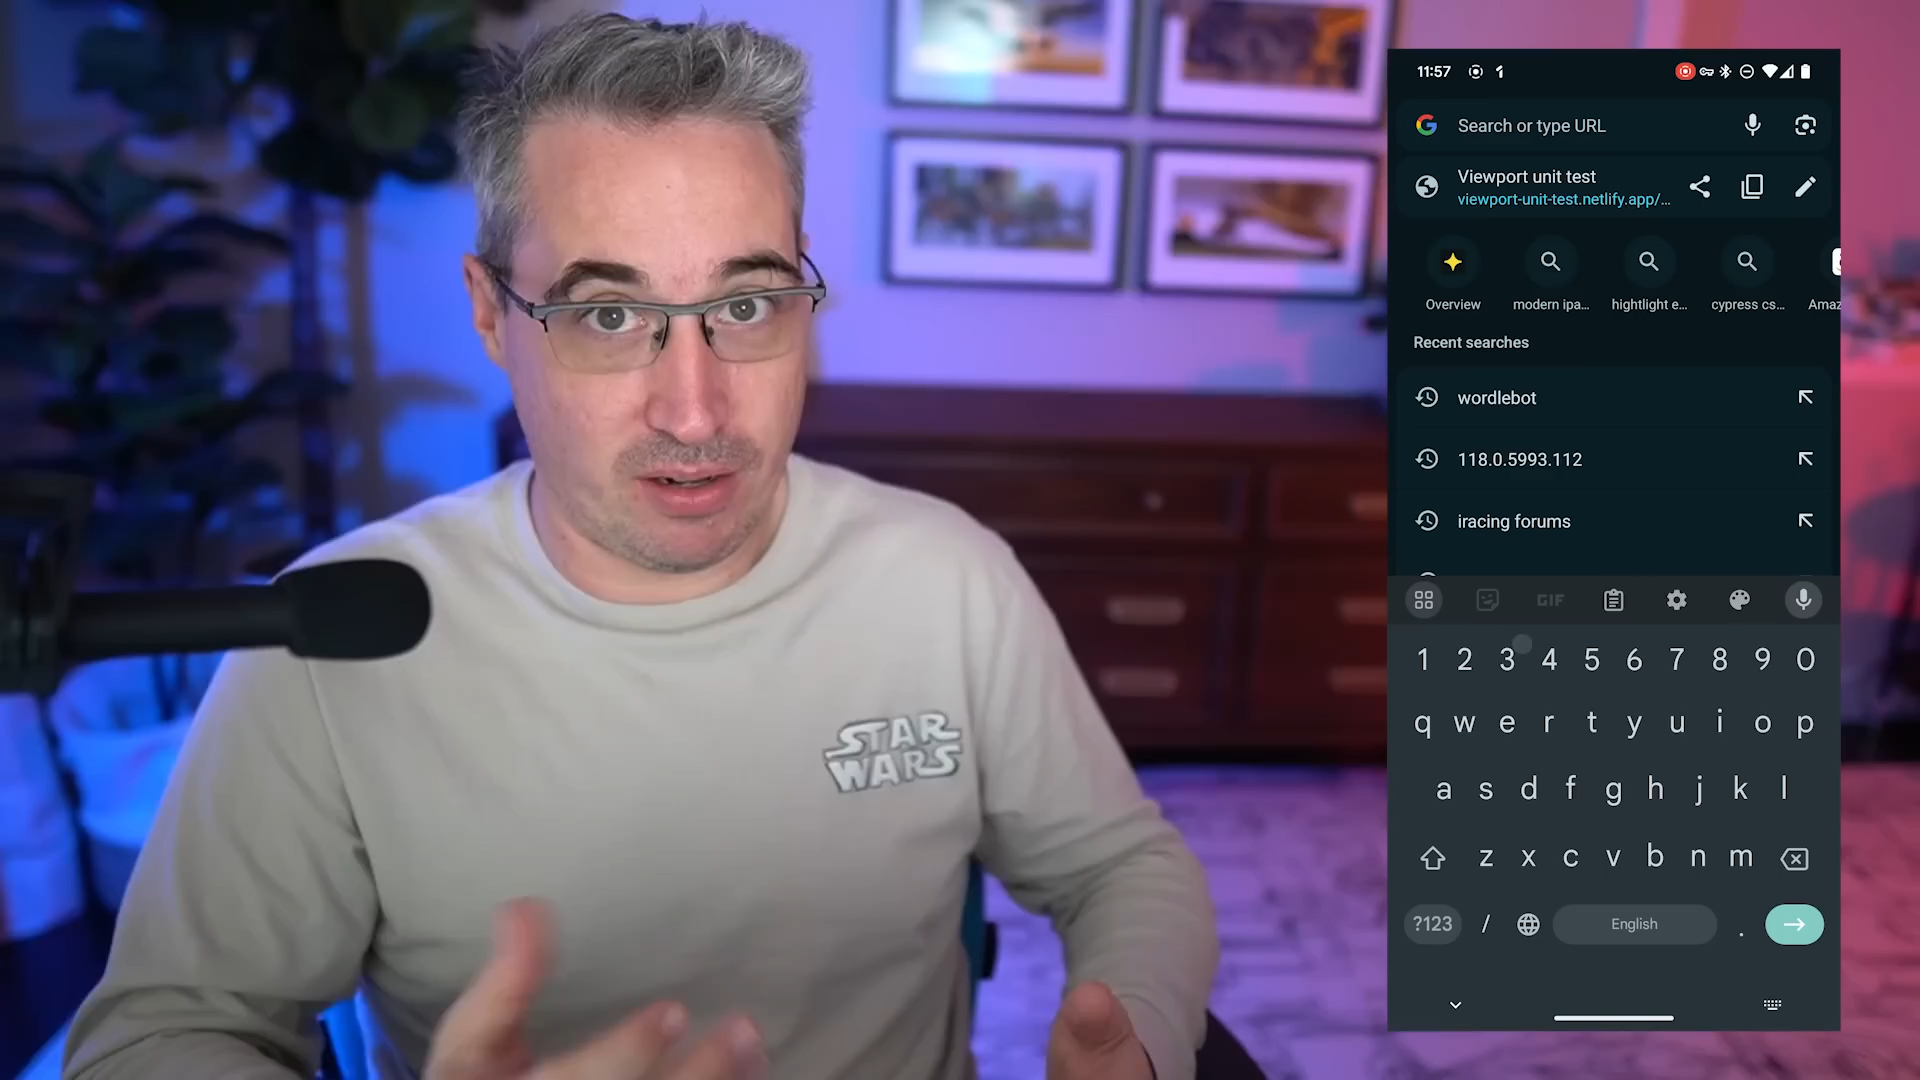 STAR
WARS
11:57
Search or type URL
Viewport unit test
viewport-unit-test.netlify.app/...
Overview
modern ipa...
hightlight e...
cypress cs...
Amaz
Recent searches
wordlebot
118.0.5993.112
iracing forums
GIF
1 2 3 4 5 6 7 8 9 0
q w e r t y u i o p
a s d f g h j k l
z x c v b n m
?123 / English .